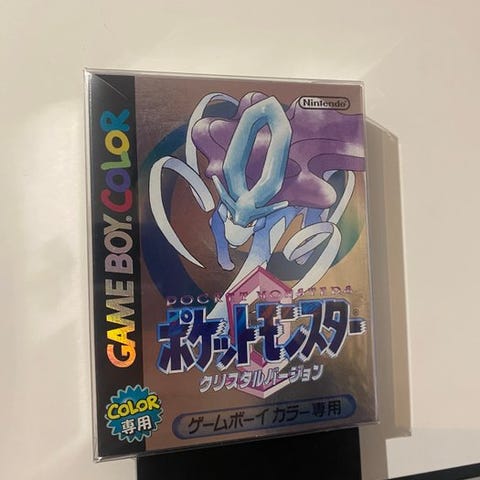 Nintendo
GAME BOY COLOR
POCKET MONSTERS
ポケットモンスター
クリスタルバージョン
COLOR
専用
ゲームボーイ カラー専用